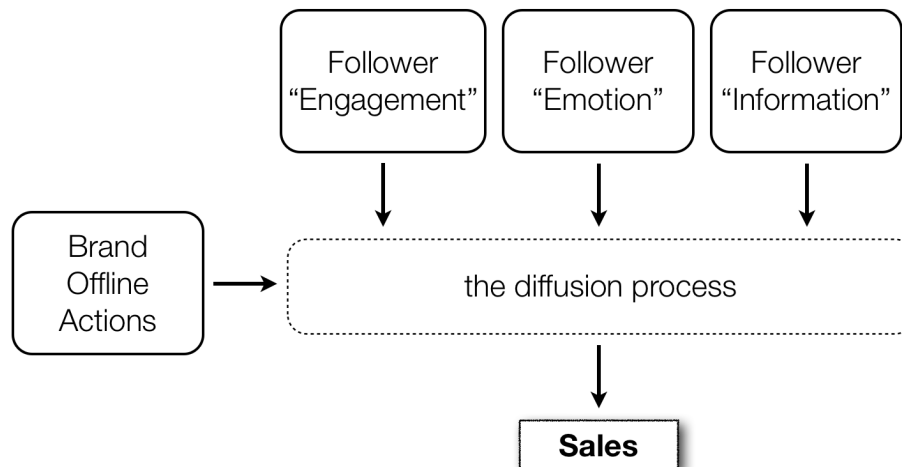 Follower
“Engagement”
Follower
“Emotion”
Follower
“Information”
Brand
Offline
Actions
the diffusion process
Sales